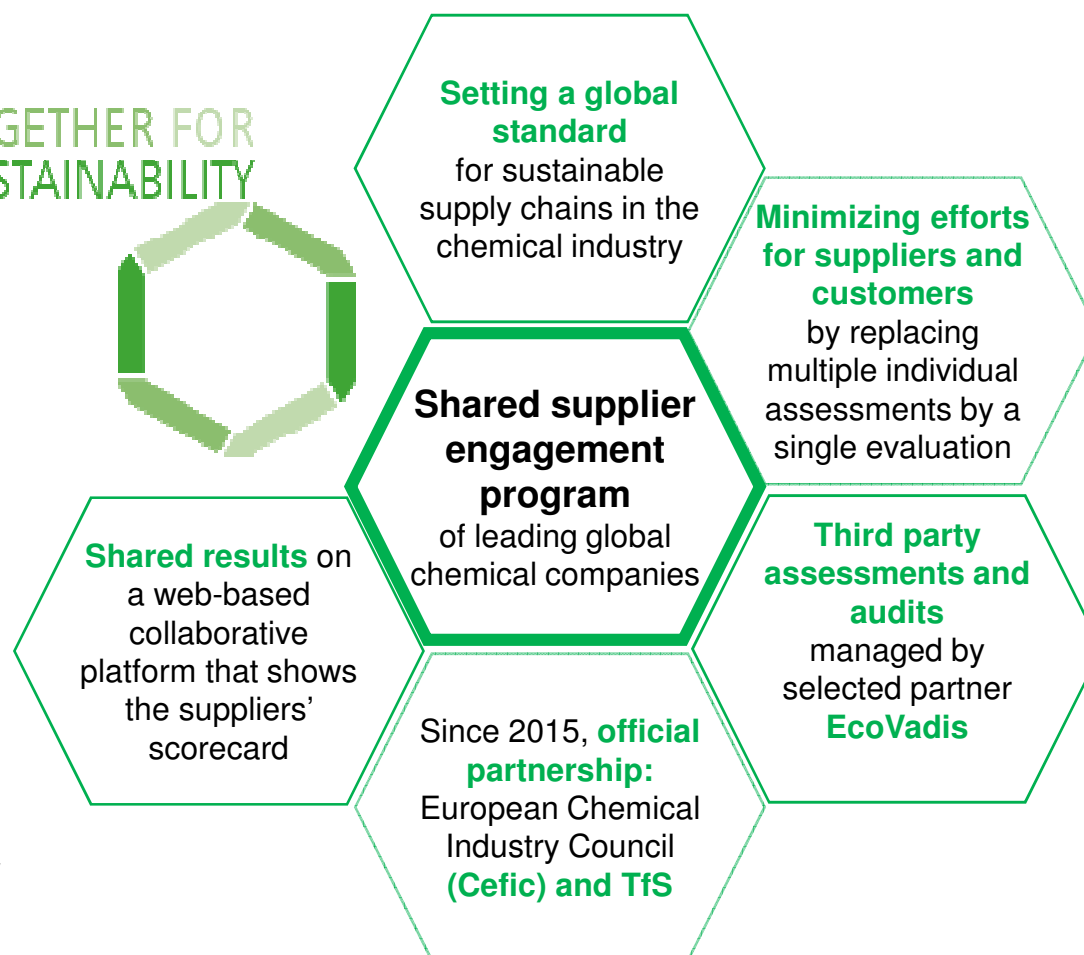 GETHER FOR
STAINABILITY
Setting a global
standard
for sustainable
supply chains in the
chemical industry
Minimizing efforts
for suppliers and
customers
by replacing
multiple individual
assessments by a
single evaluation
Shared supplier
engagement
program
of leading global
chemical companies
Shared results on
a web-based
collaborative
platform that shows
the suppliers’
scorecard
Third party
assessments and
audits
managed by
selected partner
EcoVadis
Since 2015, official
partnership:
European Chemical
Industry Council
(Cefic) and TfS